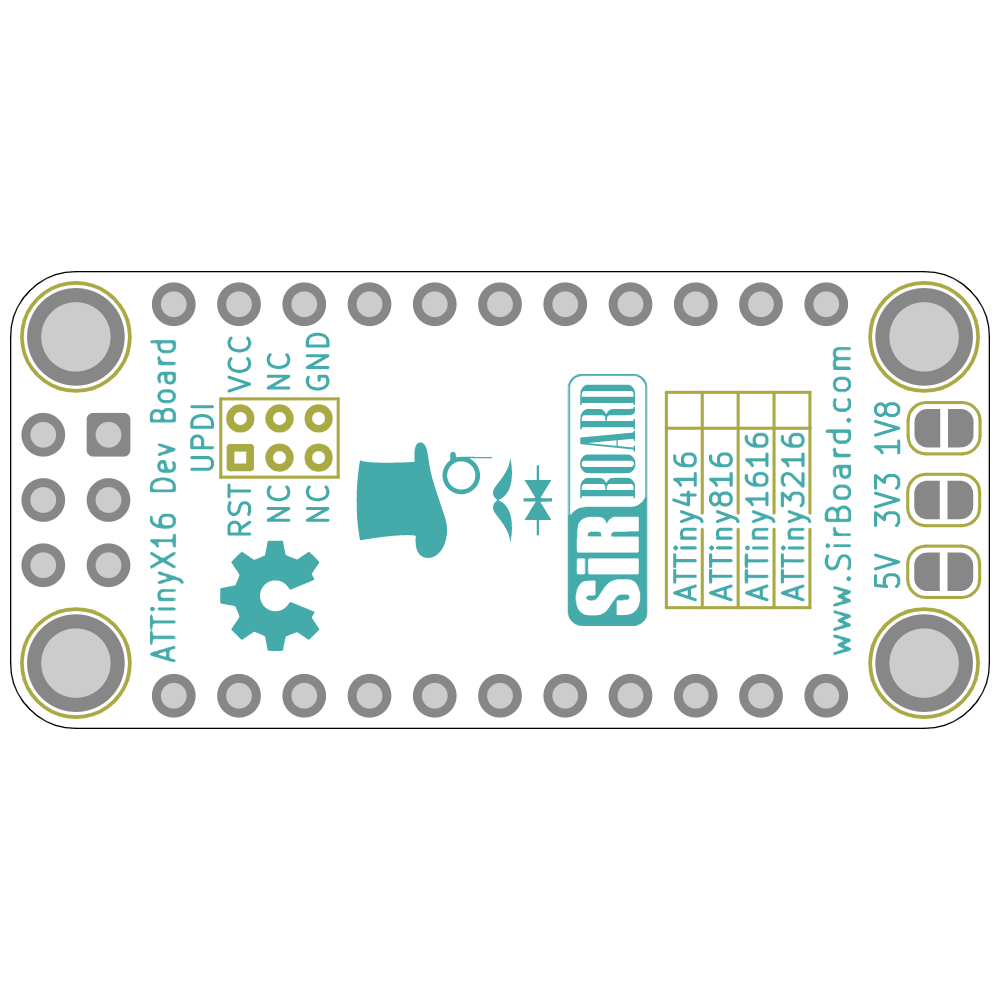 ATTinyX16 Dev Board
UPDI
VCC
NC
GND
RST
NC
NC
SiR BOARD
ATTiny416
ATTiny816
ATTiny1616
ATTiny3216
www.SirBoard.com
1V8
3V3
5V